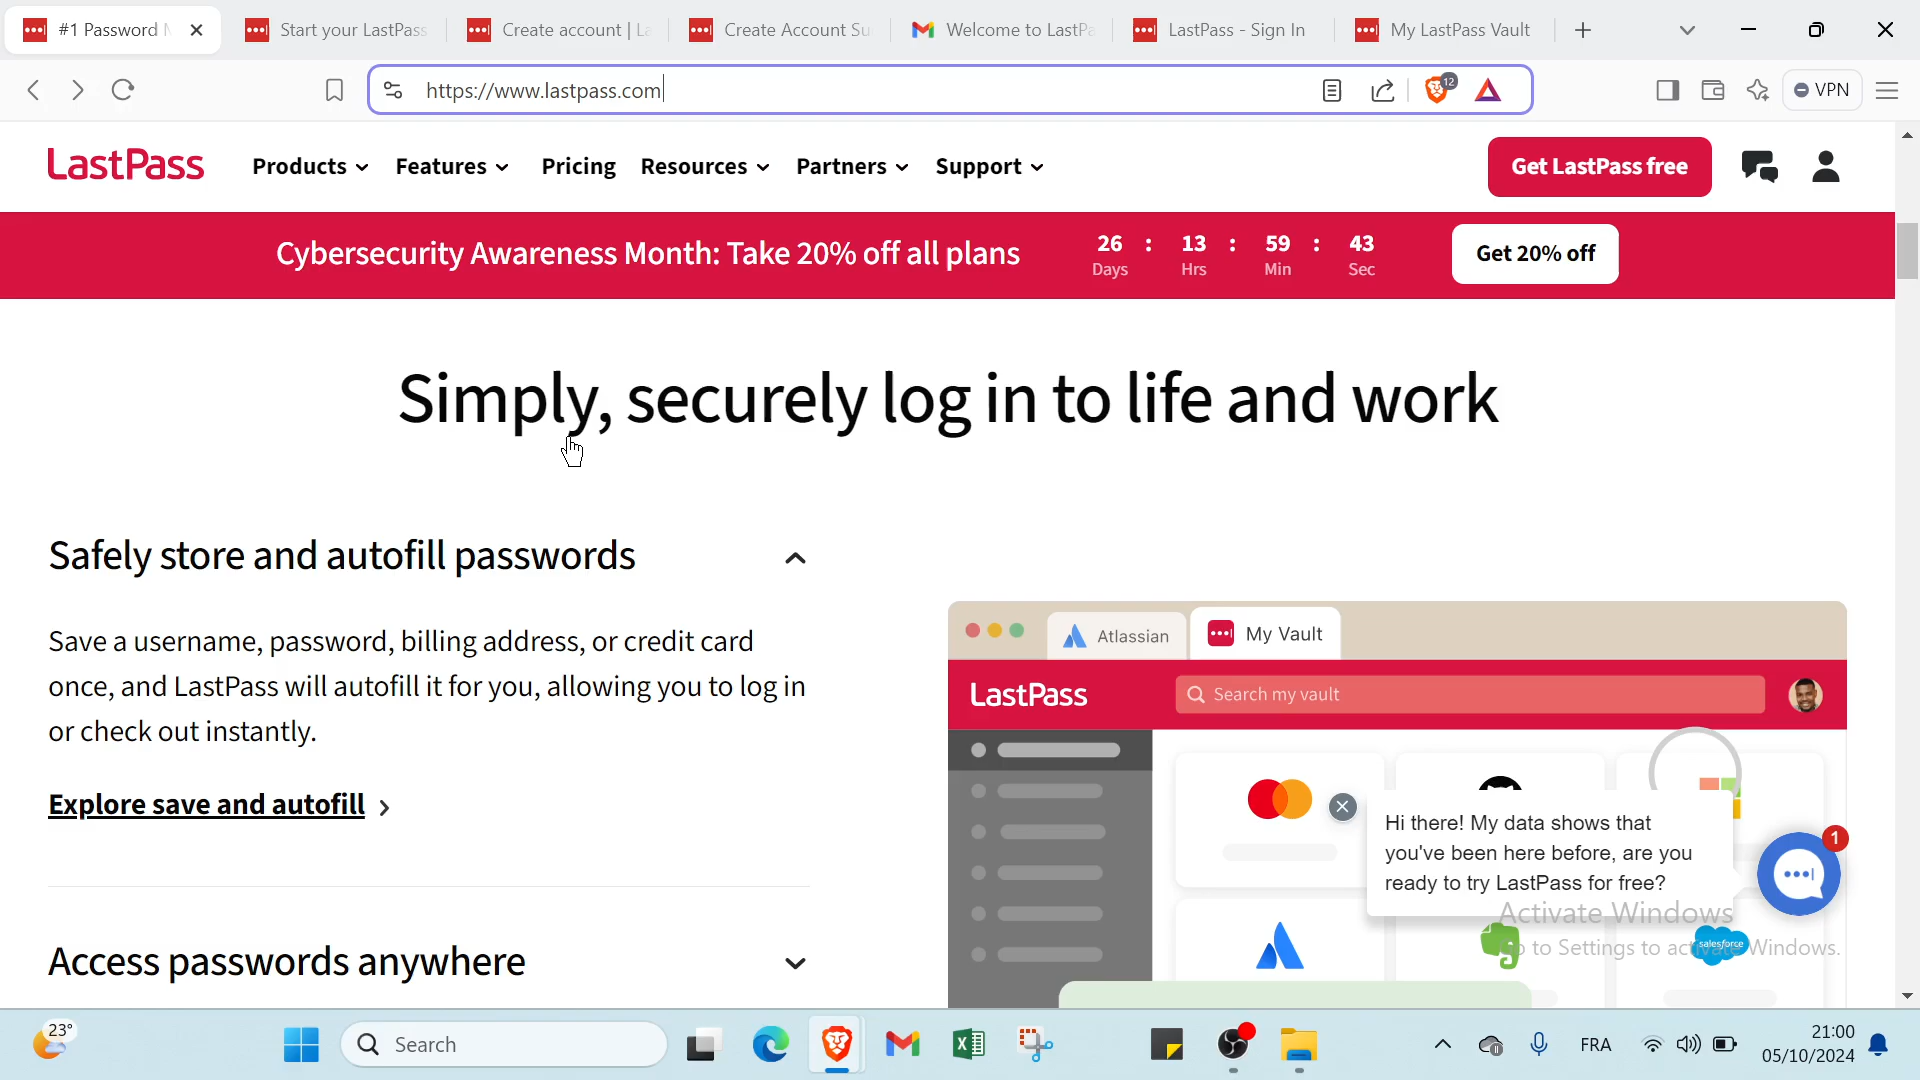 #1 Password M
Start your LastPass
Create account | La
Create Account Su
Welcome to LastPa
LastPass - Sign In
My LastPass Vault
https://www.lastpass.com
12
VPN
LastPass
Products
Features
Pricing
Resources
Partners
Support
Get LastPass free
Cybersecurity Awareness Month: Take 20% off all plans
26 : 13 : 59 : 43
Days Hrs Min Sec
Get 20% off
Simply, securely log in to life and work
Safely store and autofill passwords
Save a username, password, billing address, or credit card
once, and LastPass will autofill it for you, allowing you to log in
or check out instantly.
Explore save and autofill
Access passwords anywhere
Atlassian
My Vault
LastPass
Search my vault
Hi there! My data shows that
you've been here before, are you
ready to try LastPass for free?
1
salesforce
Activate Windows
to Settings to activate Windows.
23°
Search
FRA
21:00
05/10/2024